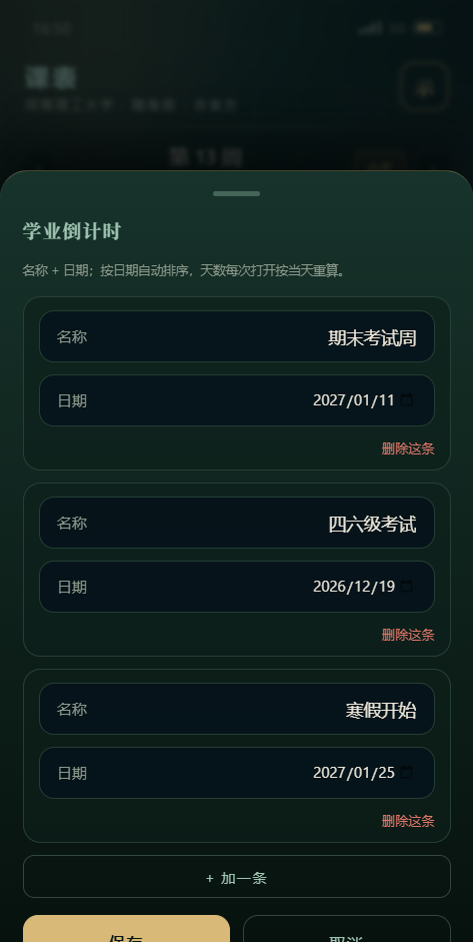 课表
第 13 周
学业倒计时
名称 + 日期；按日期自动排序，天数每次打开按当天重算。
名称 期末考试周
日期 2027/01/11
删除这条
名称 四六级考试
日期 2026/12/19
删除这条
名称 寒假开始
日期 2027/01/25
删除这条
+ 加一条
保存 取消